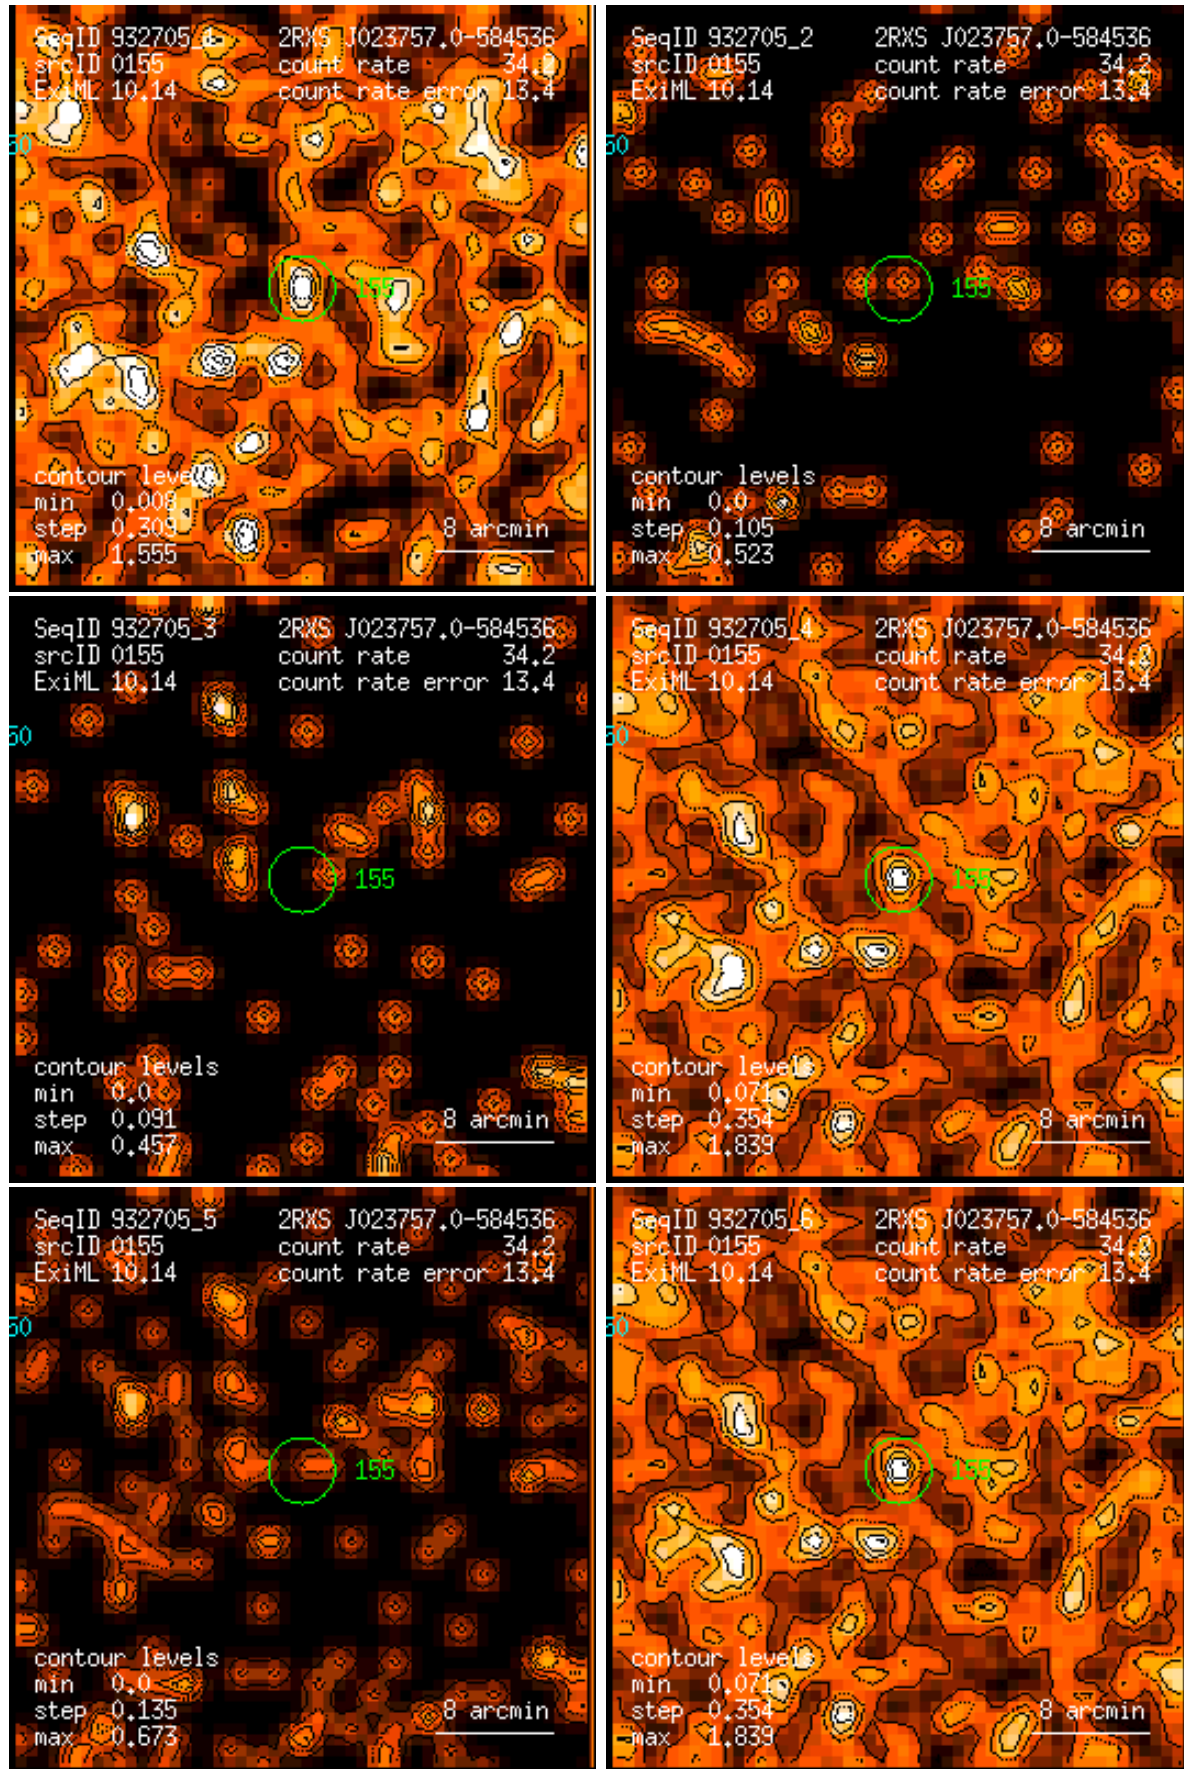 SeqID 932705_1 2RXS J023757.0-584536
srcID 0155 count rate 34.2
ExiML 10.14 count rate error 13.4
50
155
contour levels
min 0.008
step 0.309
max 1.555
8 arcmin
SeqID 932705_2 2RXS J023757.0-584536
srcID 0155 count rate 34.2
ExiML 10.14 count rate error 13.4
50
155
contour levels
min 0.0
step 0.105
max 0.523
8 arcmin
SeqID 932705_3 2RXS J023757.0-584536
srcID 0155 count rate 34.2
ExiML 10.14 count rate error 13.4
50
155
contour levels
min 0.0
step 0.091
max 0.457
8 arcmin
SeqID 932705_4 2RXS J023757.0-584536
srcID 0155 count rate 34.2
ExiML 10.14 count rate error 13.4
50
155
contour levels
min 0.071
step 0.354
max 1.839
8 arcmin
SeqID 932705_5 2RXS J023757.0-584536
srcID 0155 count rate 34.2
ExiML 10.14 count rate error 13.4
50
155
contour levels
min 0.0
step 0.135
max 0.673
8 arcmin
SeqID 932705_6 2RXS J023757.0-584536
srcID 0155 count rate 34.2
ExiML 10.14 count rate error 13.4
50
155
contour levels
min 0.071
step 0.354
max 1.839
8 arcmin